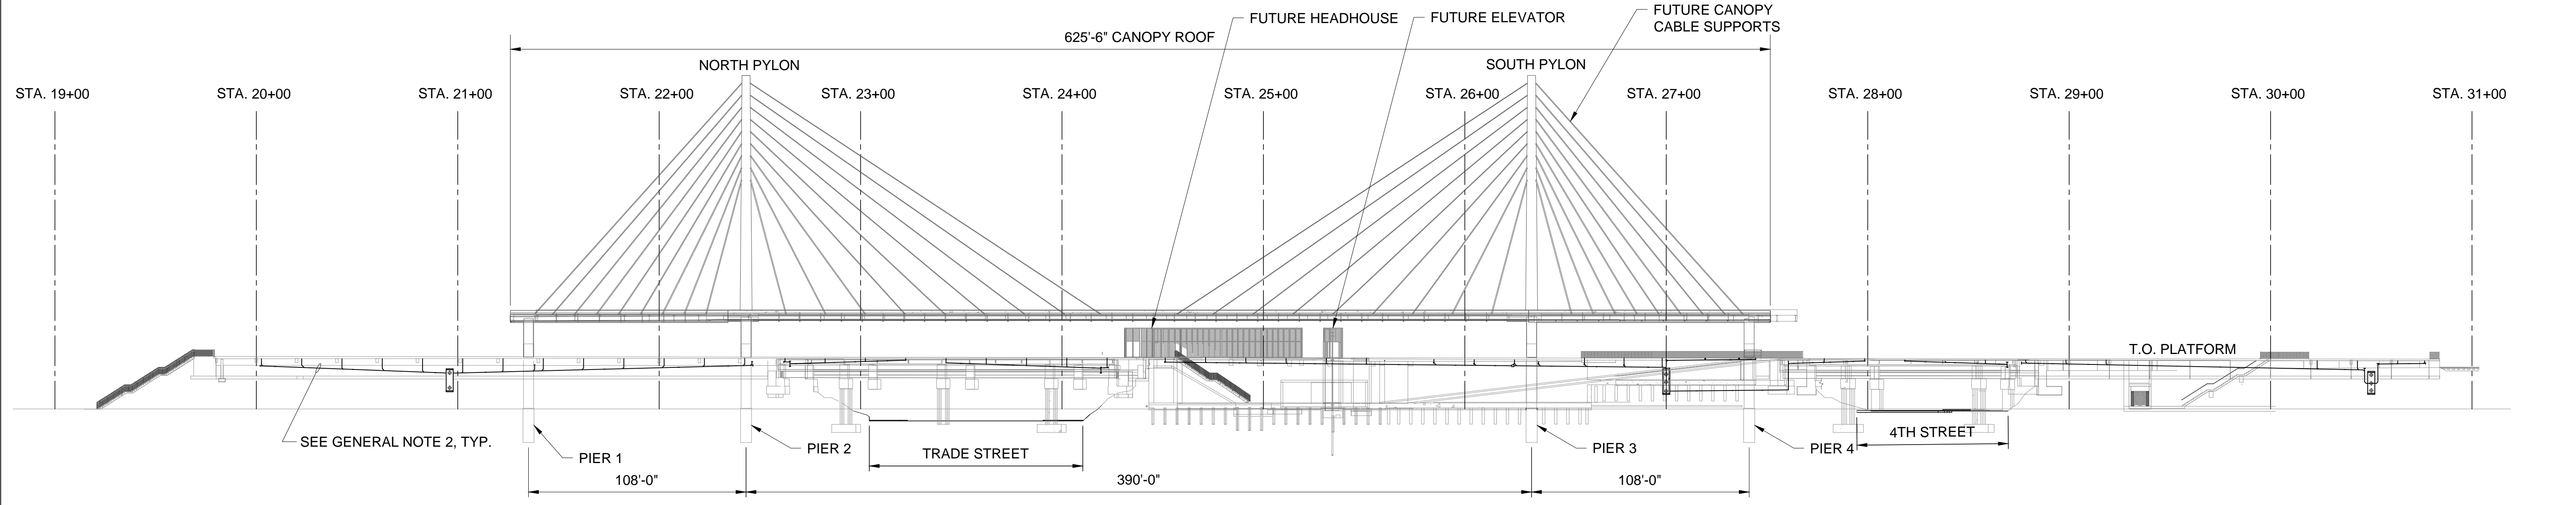 FUTURE HEADHOUSE
FUTURE ELEVATOR
FUTURE CANOPY
CABLE SUPPORTS
625'-6" CANOPY ROOF
NORTH PYLON
SOUTH PYLON
STA. 19+00
STA. 20+00
STA. 21+00
STA. 22+00
STA. 23+00
STA. 24+00
STA. 25+00
STA. 26+00
STA. 27+00
STA. 28+00
STA. 29+00
STA. 30+00
STA. 31+00
T.O. PLATFORM
SEE GENERAL NOTE 2, TYP.
PIER 1
PIER 2
TRADE STREET
PIER 3
PIER 4
4TH STREET
108'-0"
390'-0"
108'-0"